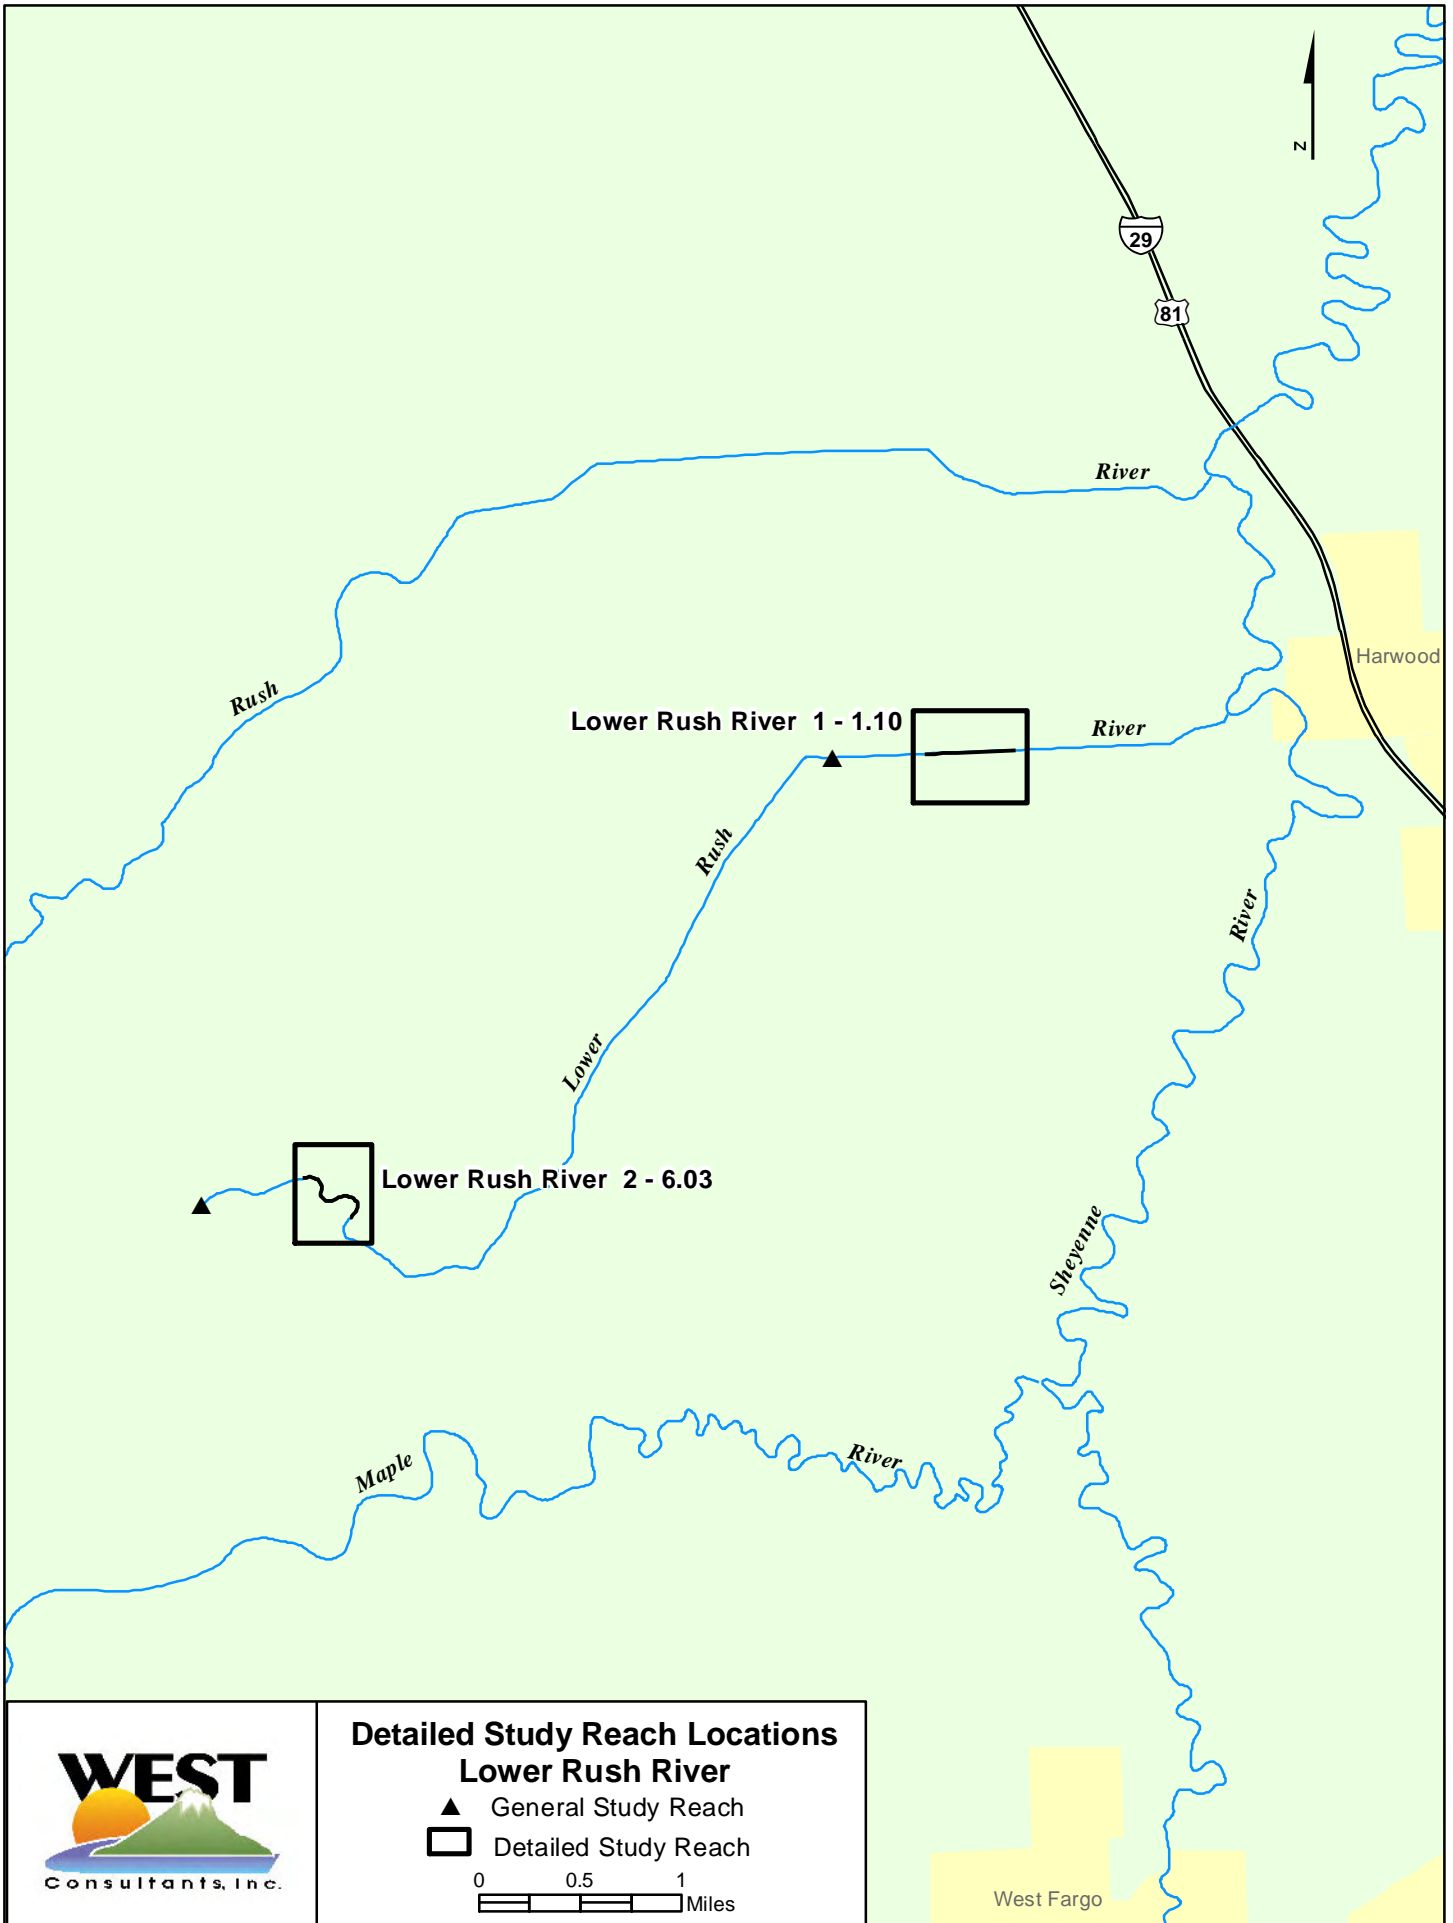 N
29
81
River
Harwood
Rush
Lower Rush River 1 - 1.10
River
Rush
River
Lower
Lower Rush River 2 - 6.03
Sheyenne
Maple
River
West Fargo
WEST
Consultants, Inc.
Detailed Study Reach Locations
Lower Rush River
General Study Reach
Detailed Study Reach
0 0.5 1
Miles